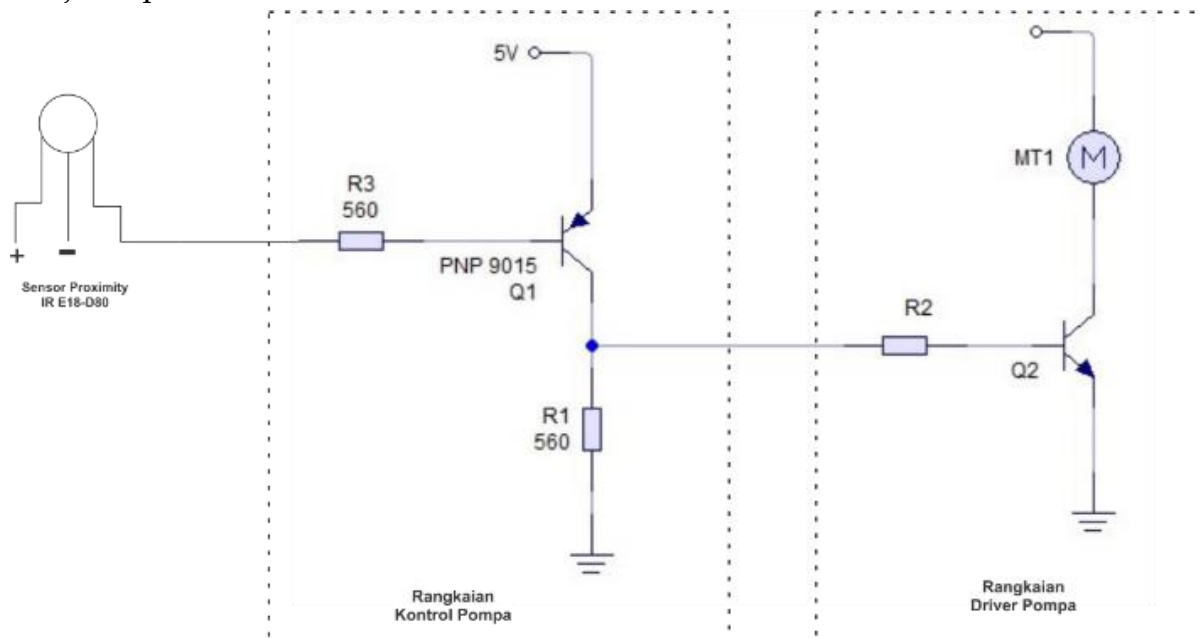 5V
MT1
M
R3
560
+
-
Sensor Proximity
IR E18-D80
PNP 9015
Q1
R2
Q2
R1
560
Rangkaian
Kontrol Pompa
Rangkaian
Driver Pompa